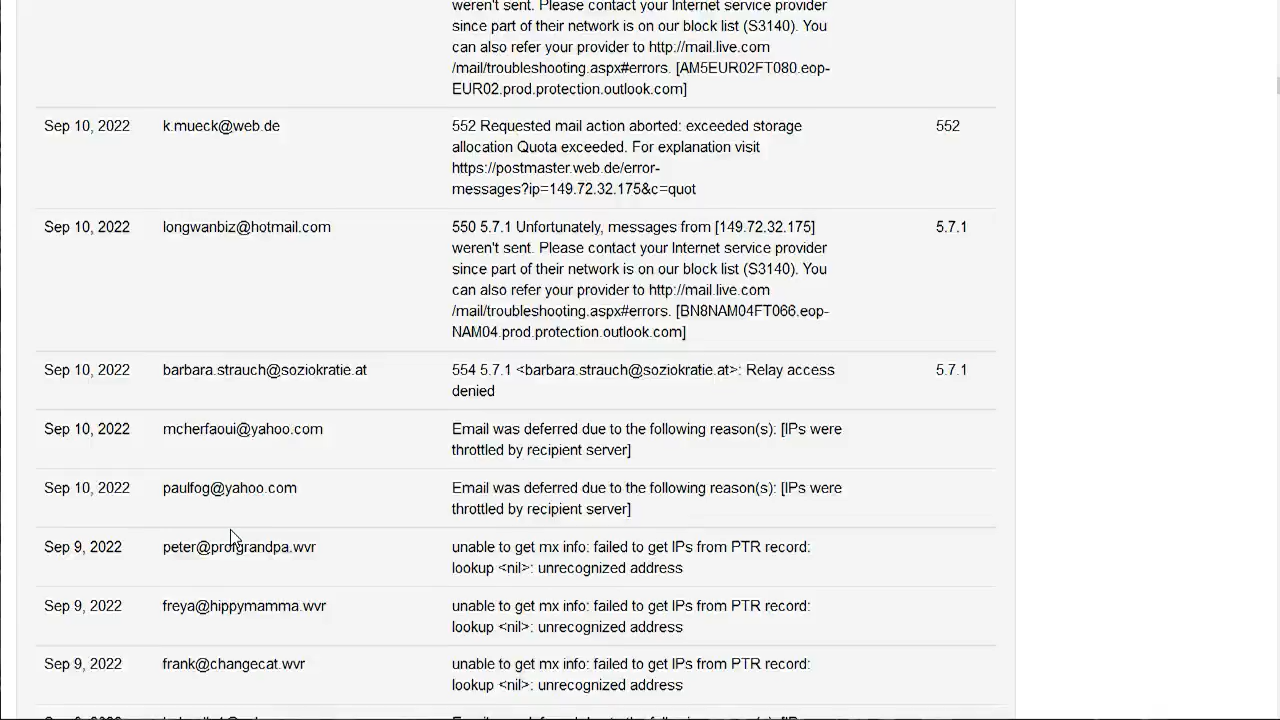 weren't sent. Please contact your Internet service provider
since part of their network is on our block list (S3140). You
can also refer your provider to http://mail.live.com
/mail/troubleshooting.aspx#errors. [AM5EUR02FT080.eop-
EUR02.prod.protection.outlook.com]
Sep 10, 2022 k.mueck@web.de 552 Requested mail action aborted: exceeded storage 552
allocation Quota exceeded. For explanation visit
https://postmaster.web.de/error-
messages?ip=149.72.32.175&c=quot
Sep 10, 2022 longwanbiz@hotmail.com 550 5.7.1 Unfortunately, messages from [149.72.32.175] 5.7.1
weren't sent. Please contact your Internet service provider
since part of their network is on our block list (S3140). You
can also refer your provider to http://mail.live.com
/mail/troubleshooting.aspx#errors. [BN8NAM04FT066.eop-
NAM04.prod.protection.outlook.com]
Sep 10, 2022 barbara.strauch@soziokratie.at 554 5.7.1 <barbara.strauch@soziokratie.at>: Relay access 5.7.1
denied
Sep 10, 2022 mcherfaoui@yahoo.com Email was deferred due to the following reason(s): [IPs were
throttled by recipient server]
Sep 10, 2022 paulfog@yahoo.com Email was deferred due to the following reason(s): [IPs were
throttled by recipient server]
Sep 9, 2022 peter@profgrandpa.wvr unable to get mx info: failed to get IPs from PTR record:
lookup <nil>: unrecognized address
Sep 9, 2022 freya@hippymamma.wvr unable to get mx info: failed to get IPs from PTR record:
lookup <nil>: unrecognized address
Sep 9, 2022 frank@changecat.wvr unable to get mx info: failed to get IPs from PTR record:
lookup <nil>: unrecognized address